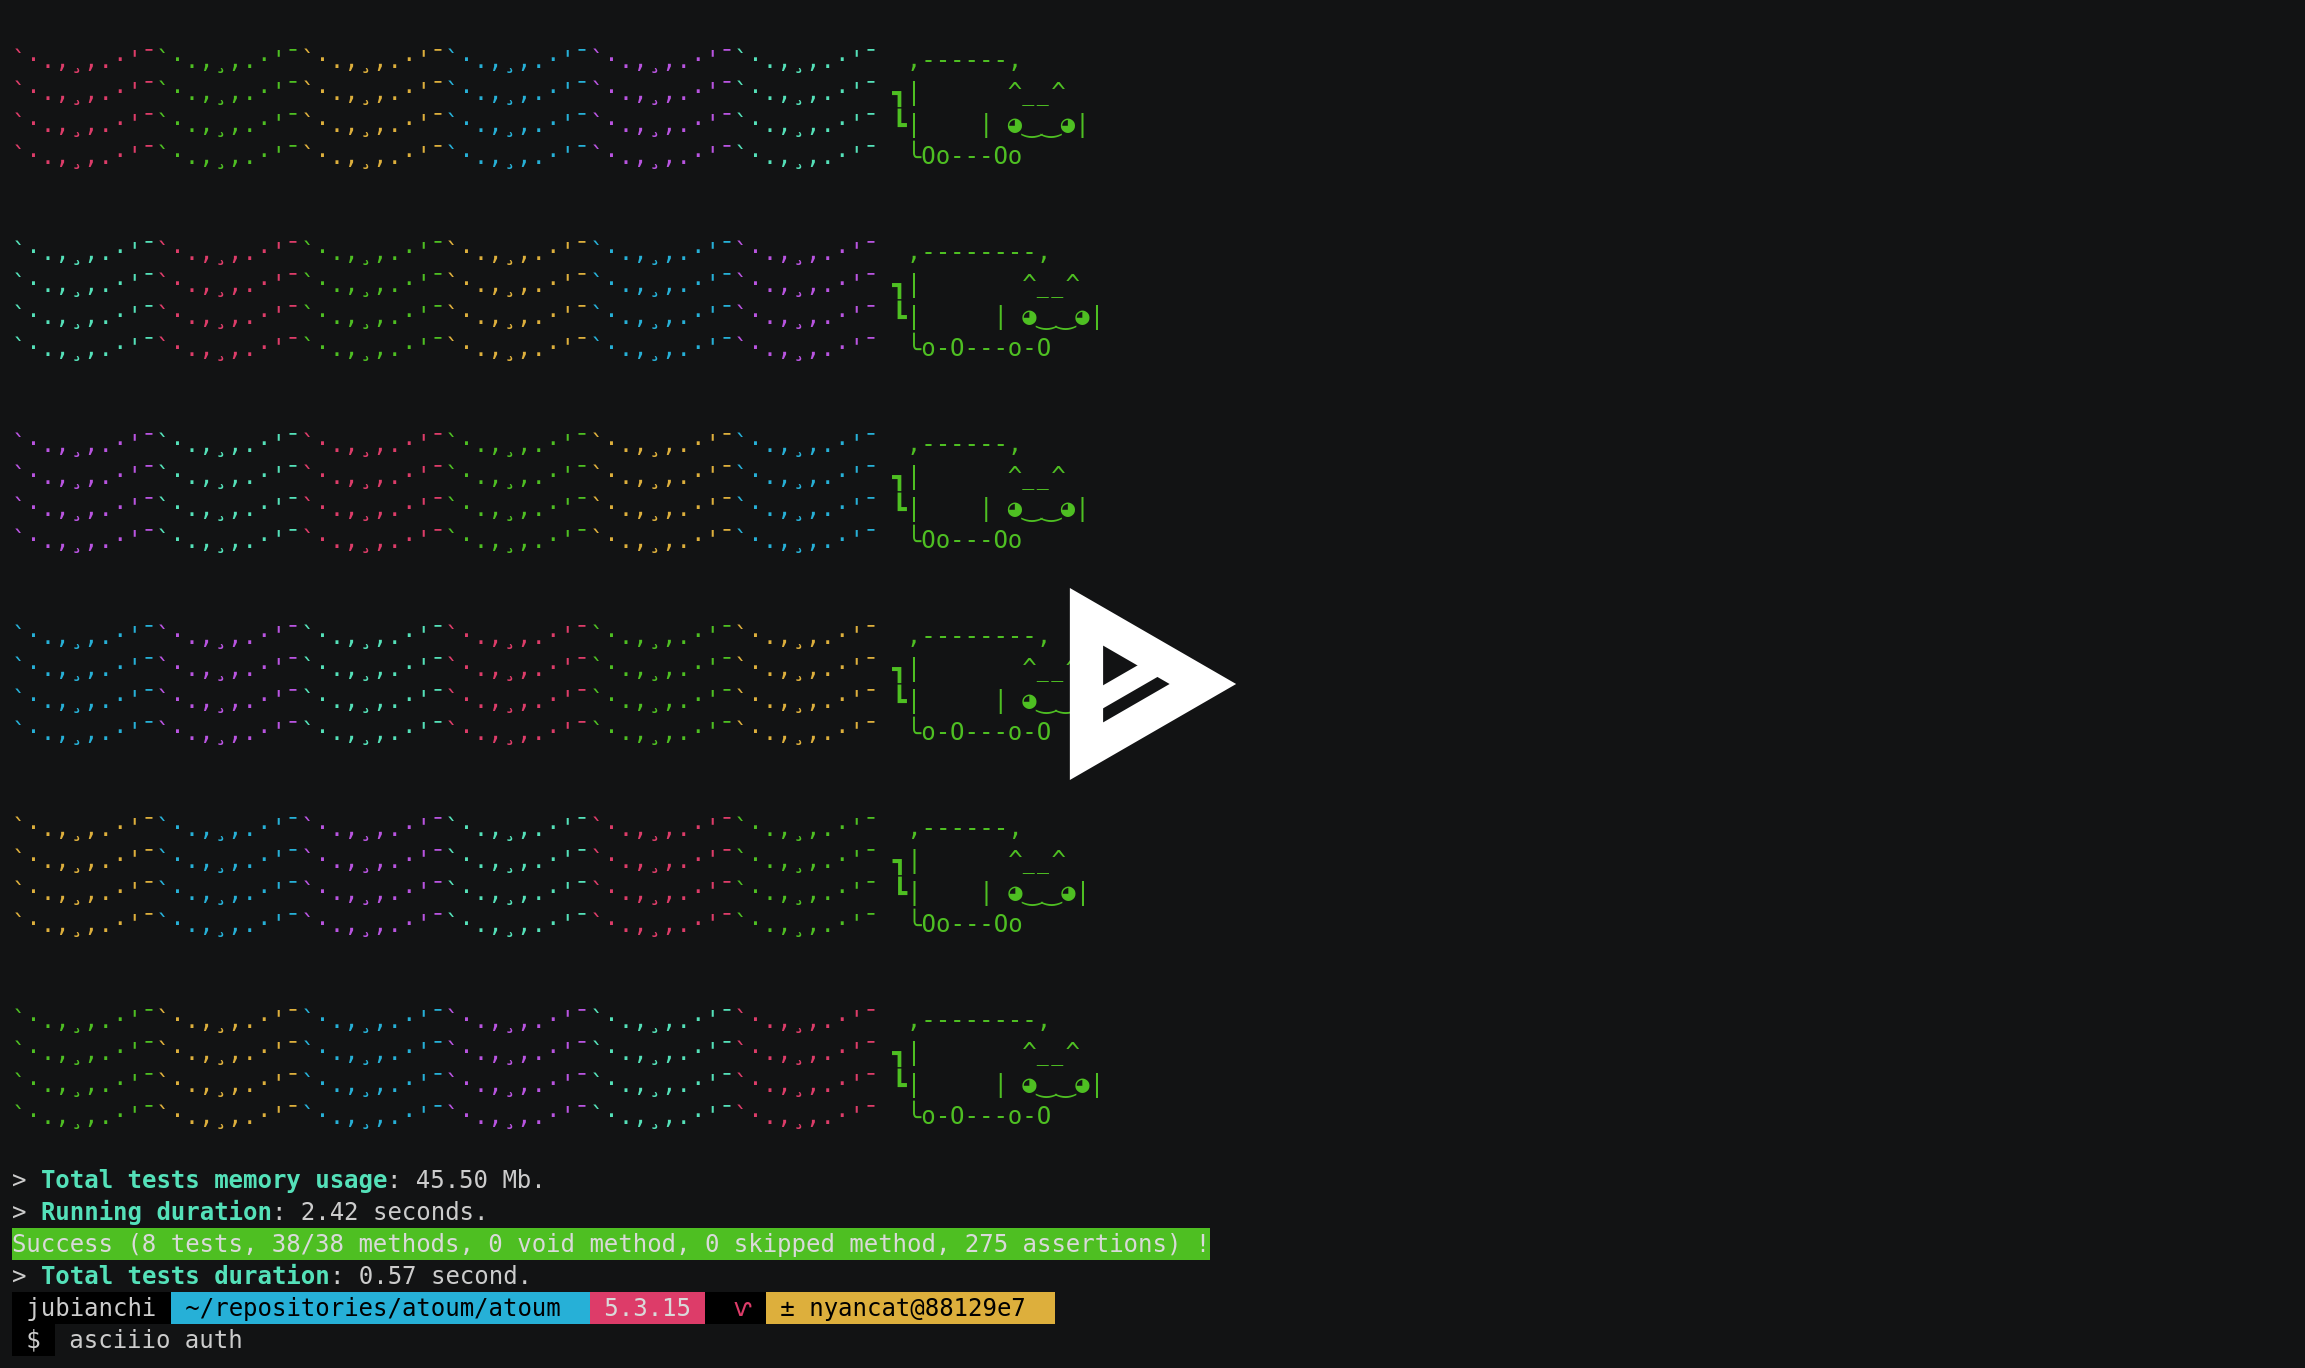 > Total tests memory usage: 45.50 Mb.
> Running duration: 2.42 seconds.
Success (8 tests, 38/38 methods, 0 void method, 0 skipped method, 275 assertions) !
> Total tests duration: 0.57 second.
jubianchi ~/repositories/atoum/atoum 5.3.15 ± nyancat@88129e7
$ asciiio auth